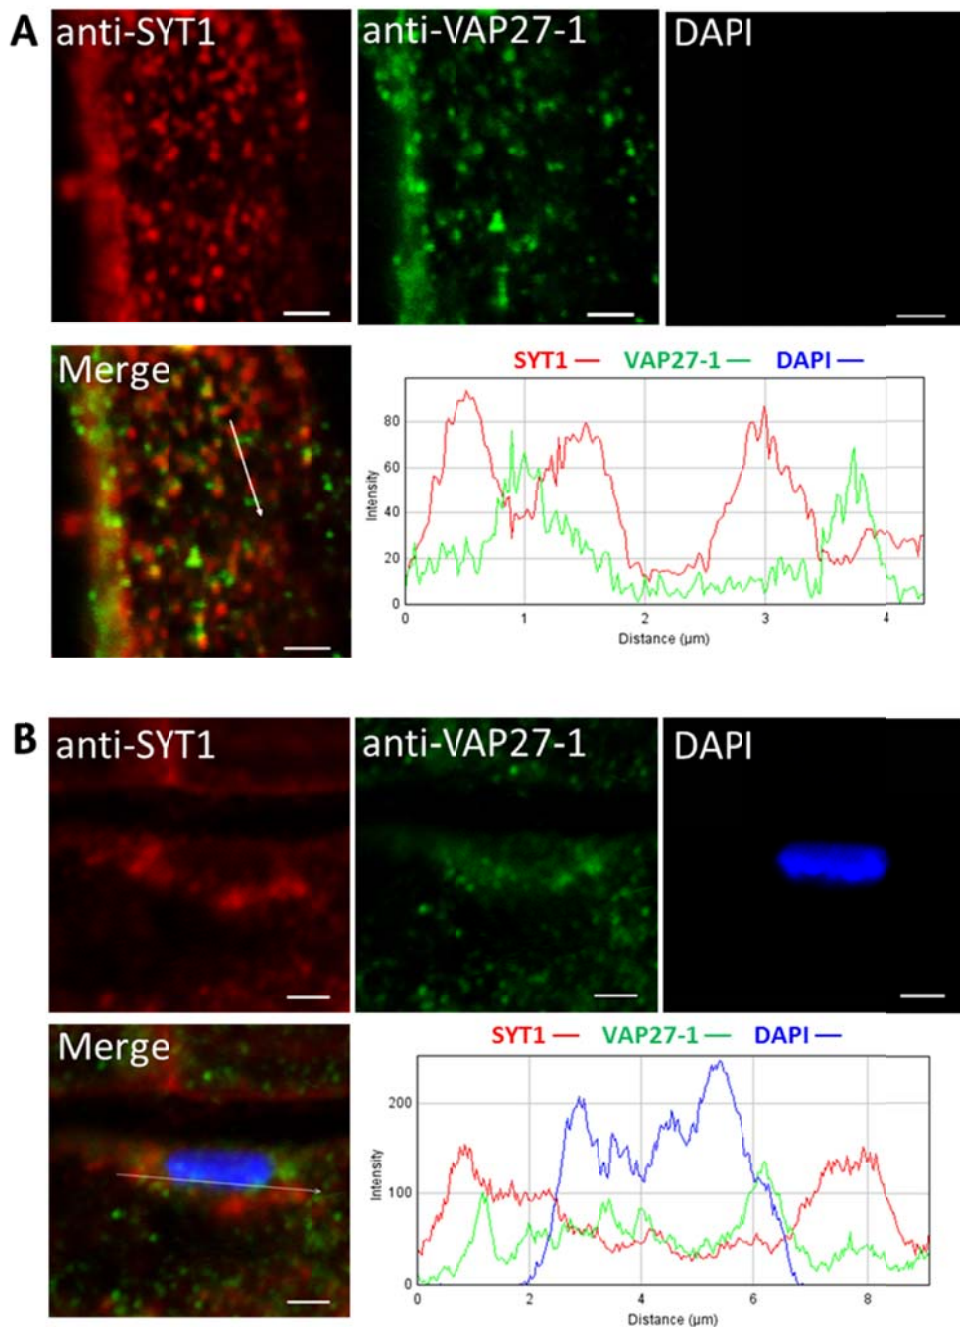 A
anti-SYT1
anti-VAP27-1
DAPI
Merge
SYT1 — VAP27-1 — DAPI —
80
60
40
20
0
Intensity
0 1 2 3 4
Distance (µm)
B
anti-SYT1
anti-VAP27-1
DAPI
Merge
SYT1 — VAP27-1 — DAPI —
200
100
0
Intensity
0 2 4 6 8
Distance (µm)